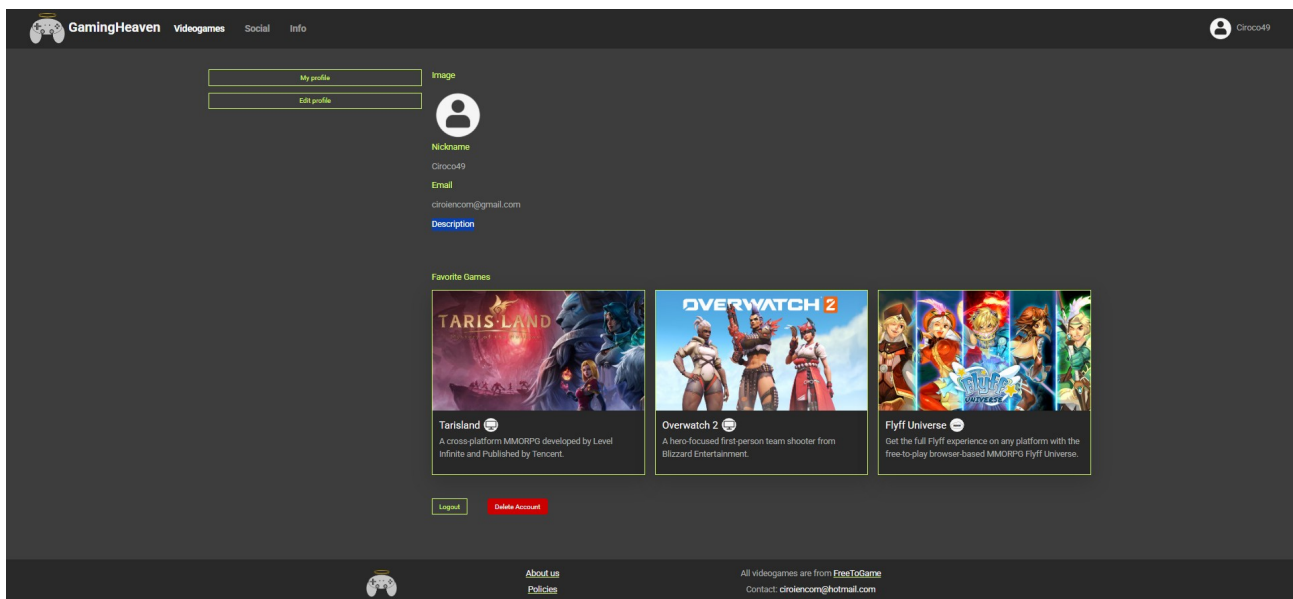 GamingHeaven Videogames Social Info Ciroco49
My profile
Edit profile
Image
Nickname
Ciroco49
Email
ciroiencom@gmail.com
Description
Favorite Games
TARISLAND
Tarisland
A cross-platform MMORPG developed by Level
Infinite and Published by Tencent.
OVERWATCH 2
Overwatch 2
A hero-focused first-person team shooter from
Blizzard Entertainment.
Flyff
UNIVERSE
Flyff Universe
Get the full Flyff experience on any platform with the
free-to-play browser-based MMORPG Flyff Universe.
Logout Delete Account
About us
Policies
All videogames are from FreeToGame
Contact: ciroiencom@hotmail.com